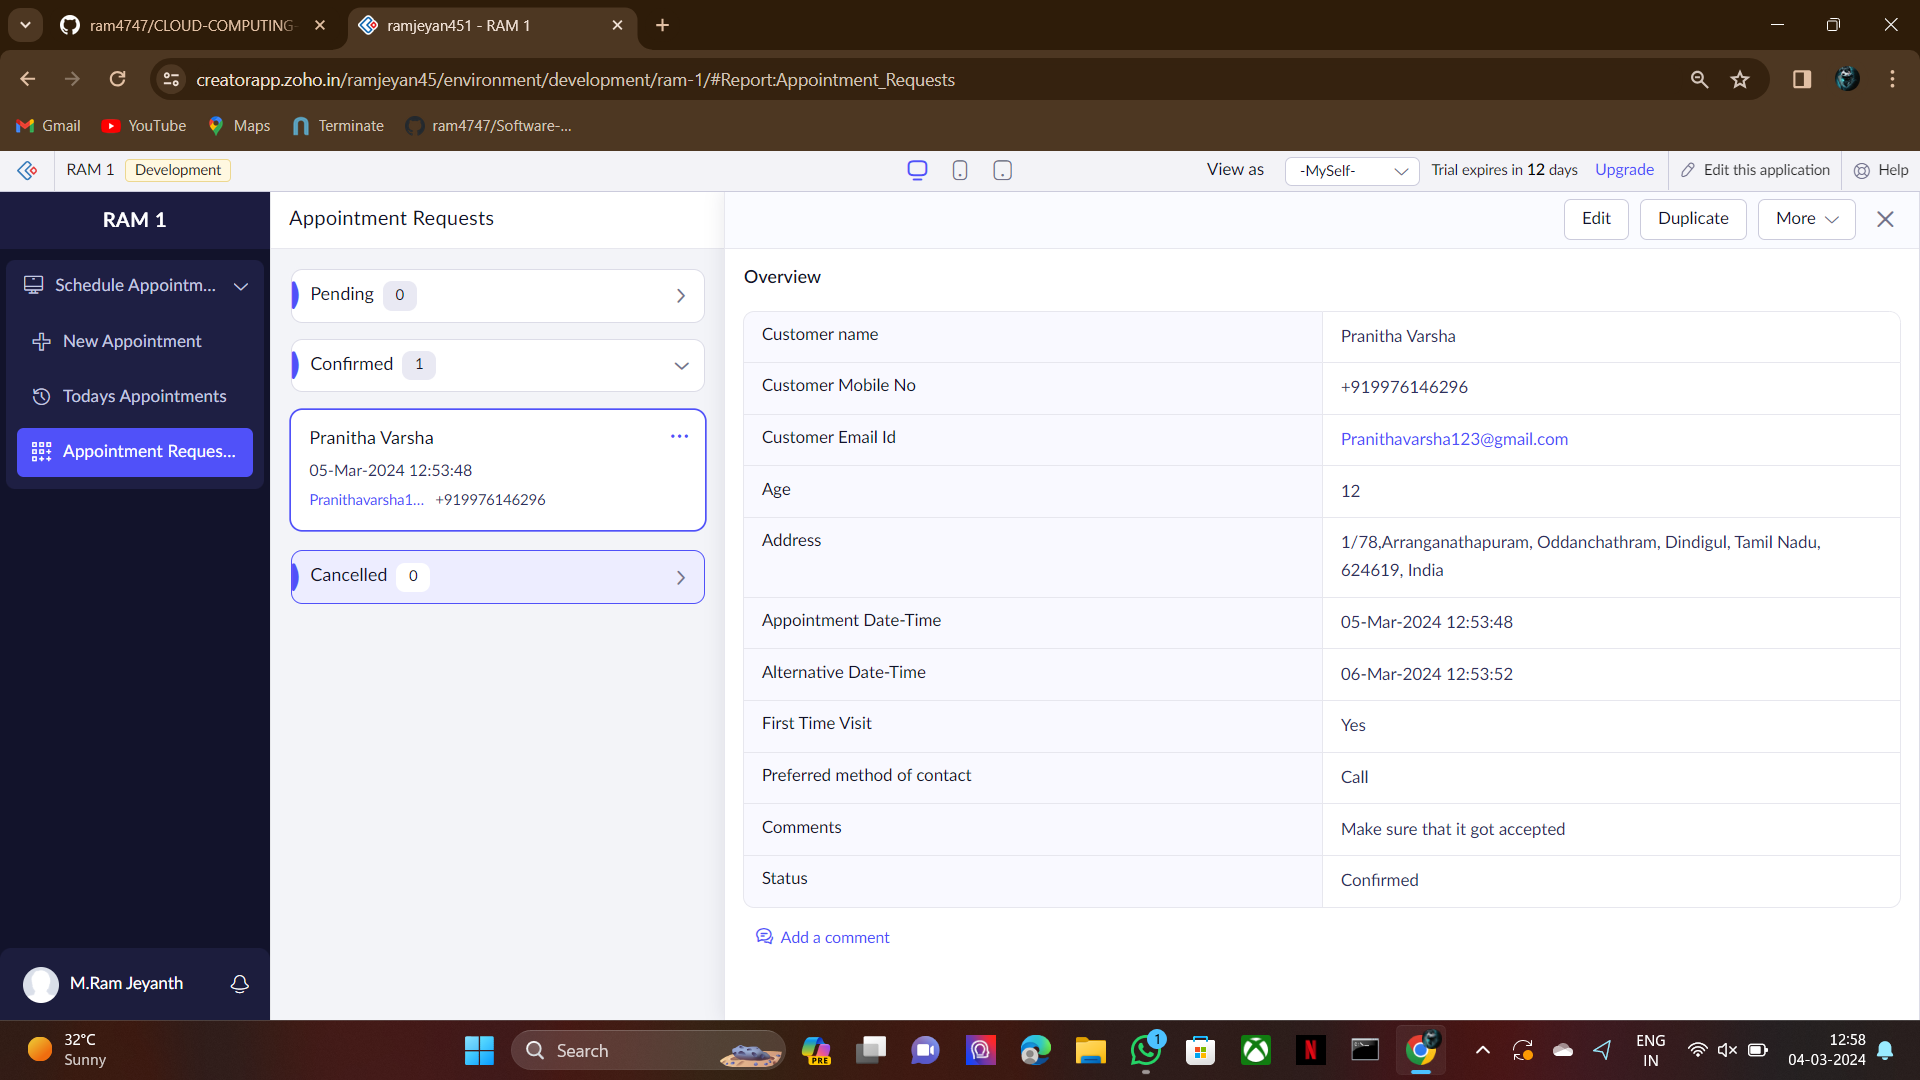 ram4747/CLOUD-COMPUTING-
ramjeyan451 - RAM 1
creatorapp.zoho.in/ramjeyan45/environment/development/ram-1/#Report:Appointment_Requests
Gmail YouTube Maps Terminate ram4747/Software-...
RAM 1 Development View as -MySelf- Trial expires in 12 days Upgrade Edit this application Help
RAM 1
Schedule Appointm...
New Appointment
Todays Appointments
Appointment Reques...
M.Ram Jeyanth
Appointment Requests
Pending 0
Confirmed 1
Pranitha Varsha
05-Mar-2024 12:53:48
Pranithavarsha1... +919976146296
Cancelled 0
Edit Duplicate More
Overview
Customer name Pranitha Varsha
Customer Mobile No +919976146296
Customer Email Id Pranithavarsha123@gmail.com
Age 12
Address 1/78,Arranganathapuram, Oddanchathram, Dindigul, Tamil Nadu,
624619, India
Appointment Date-Time 05-Mar-2024 12:53:48
Alternative Date-Time 06-Mar-2024 12:53:52
First Time Visit Yes
Preferred method of contact Call
Comments Make sure that it got accepted
Status Confirmed
Add a comment
32°C
Sunny
Search
PRE
1
ENG
IN
12:58
04-03-2024